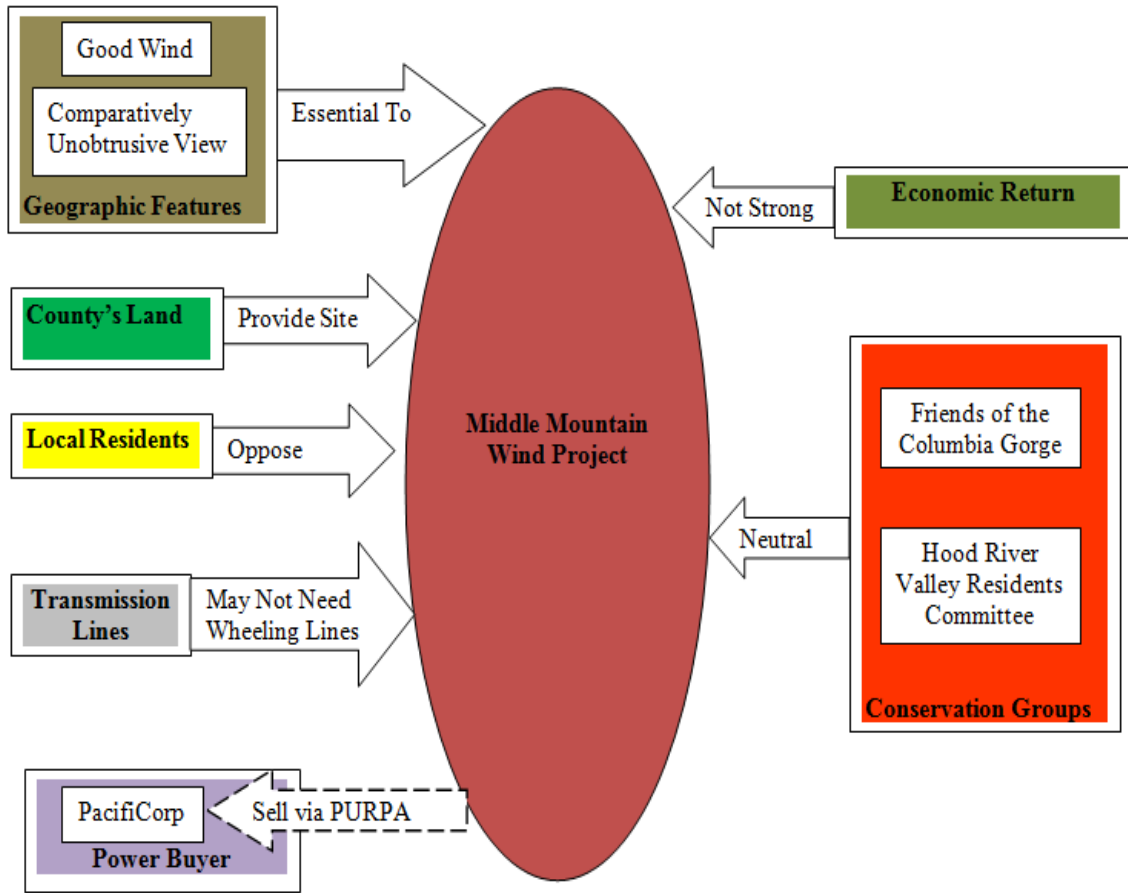 Good Wind
Comparatively
Unobtrusive View
Geographic Features
Essential To
Economic Return
Not Strong
County's Land
Provide Site
Local Residents
Oppose
Middle Mountain
Wind Project
Friends of the
Columbia Gorge
Hood River
Valley Residents
Committee
Conservation Groups
Neutral
Transmission
Lines
May Not Need
Wheeling Lines
PacifiCorp
Power Buyer
Sell via PURPA